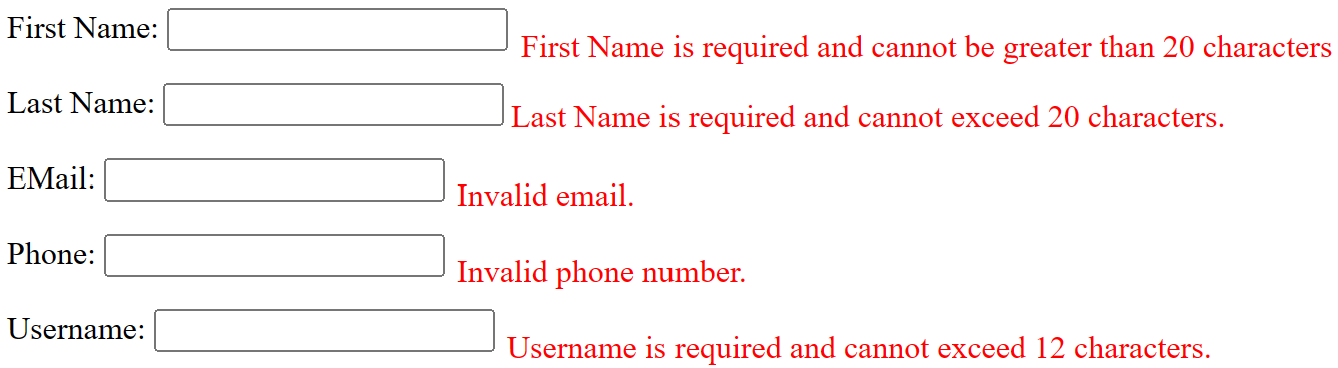 First Name: First Name is required and cannot be greater than 20 characters
Last Name: Last Name is required and cannot exceed 20 characters.
EMail: Invalid email.
Phone: Invalid phone number.
Username: Username is required and cannot exceed 12 characters.